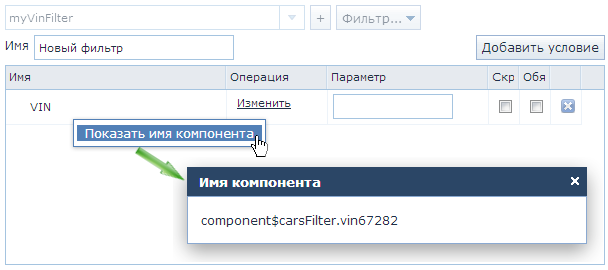 myVinFilter + Фильтр...
Имя Новый фильтр Добавить условие
Имя Операция Параметр Скр Обя
VIN Изменить
Показать имя компонента
Имя компонента
component$carsFilter.vin67282